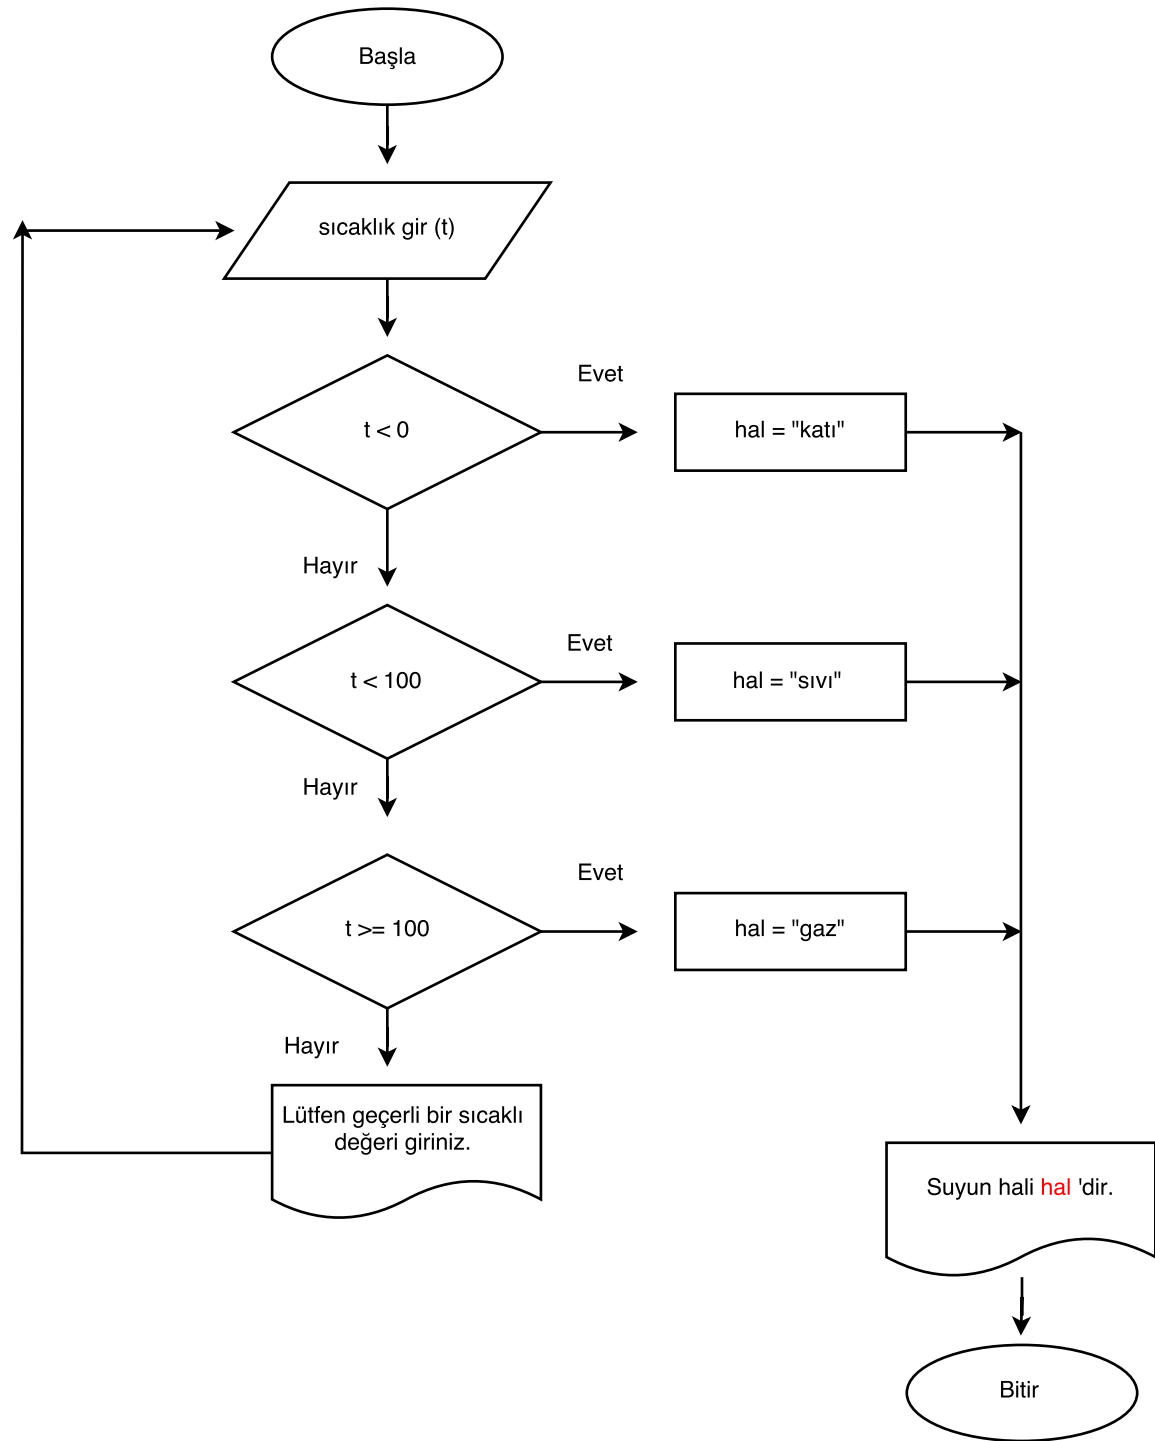 Başla
sıcaklık gir (t)
Evet
t < 0
hal = "katı"
Hayır
Evet
t < 100
hal = "sıvı"
Hayır
Evet
t >= 100
hal = "gaz"
Hayır
Lütfen geçerli bir sıcaklı
değeri giriniz.
Suyun hali hal 'dir.
Bitir